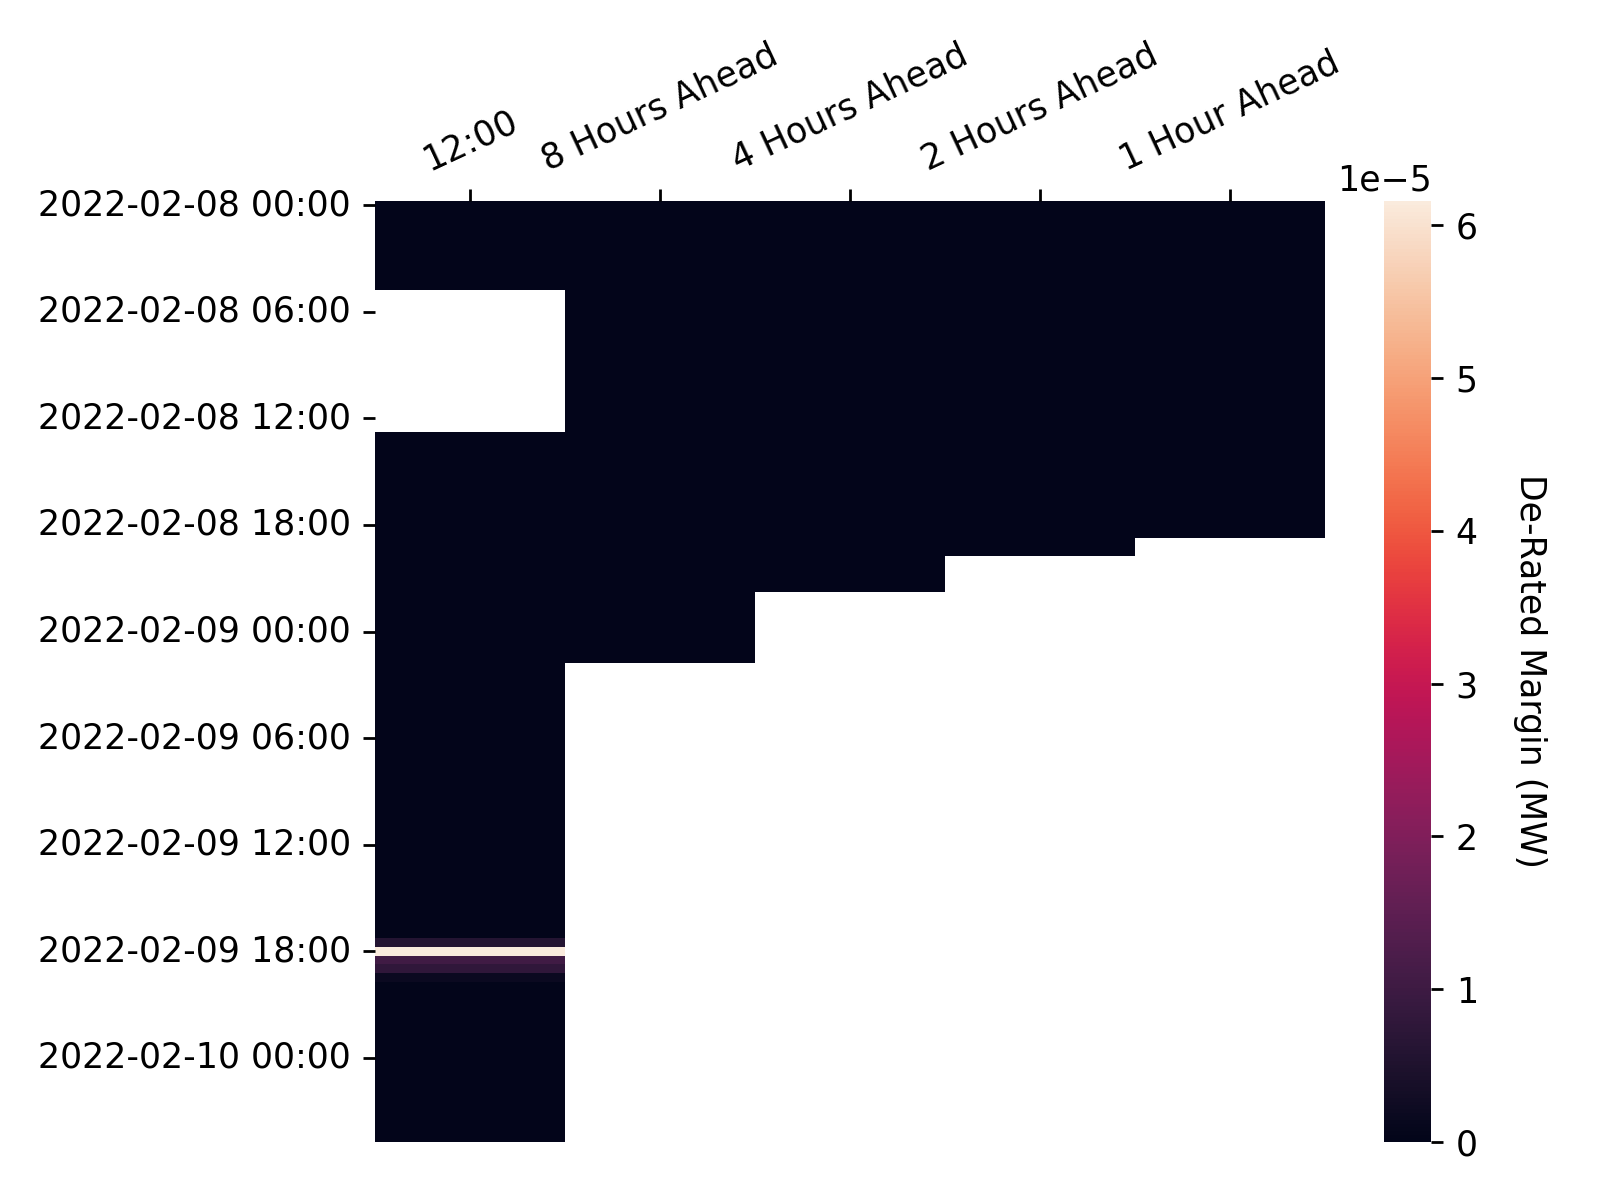 12:00
8 Hours Ahead
4 Hours Ahead
2 Hours Ahead
1 Hour Ahead
1e−5
2022-02-08 00:00
2022-02-08 06:00
2022-02-08 12:00
2022-02-08 18:00
2022-02-09 00:00
2022-02-09 06:00
2022-02-09 12:00
2022-02-09 18:00
2022-02-10 00:00
6
5
4
3
2
1
0
De-Rated Margin (MW)